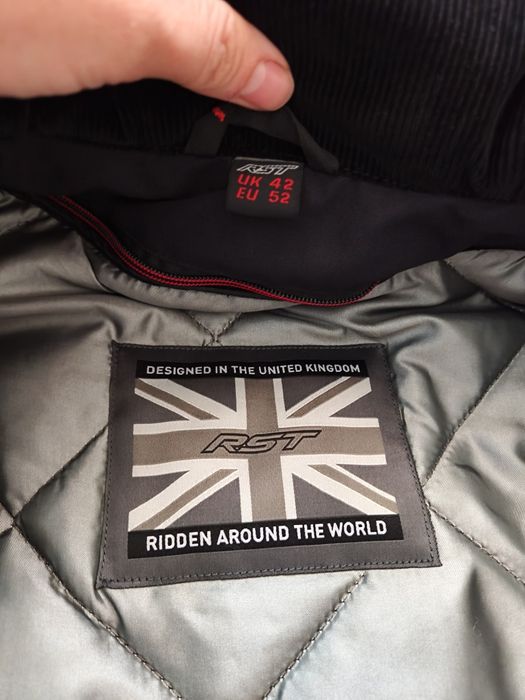 RST
UK 42
EU 52
DESIGNED IN THE UNITED KINGDOM
RST
RIDDEN AROUND THE WORLD